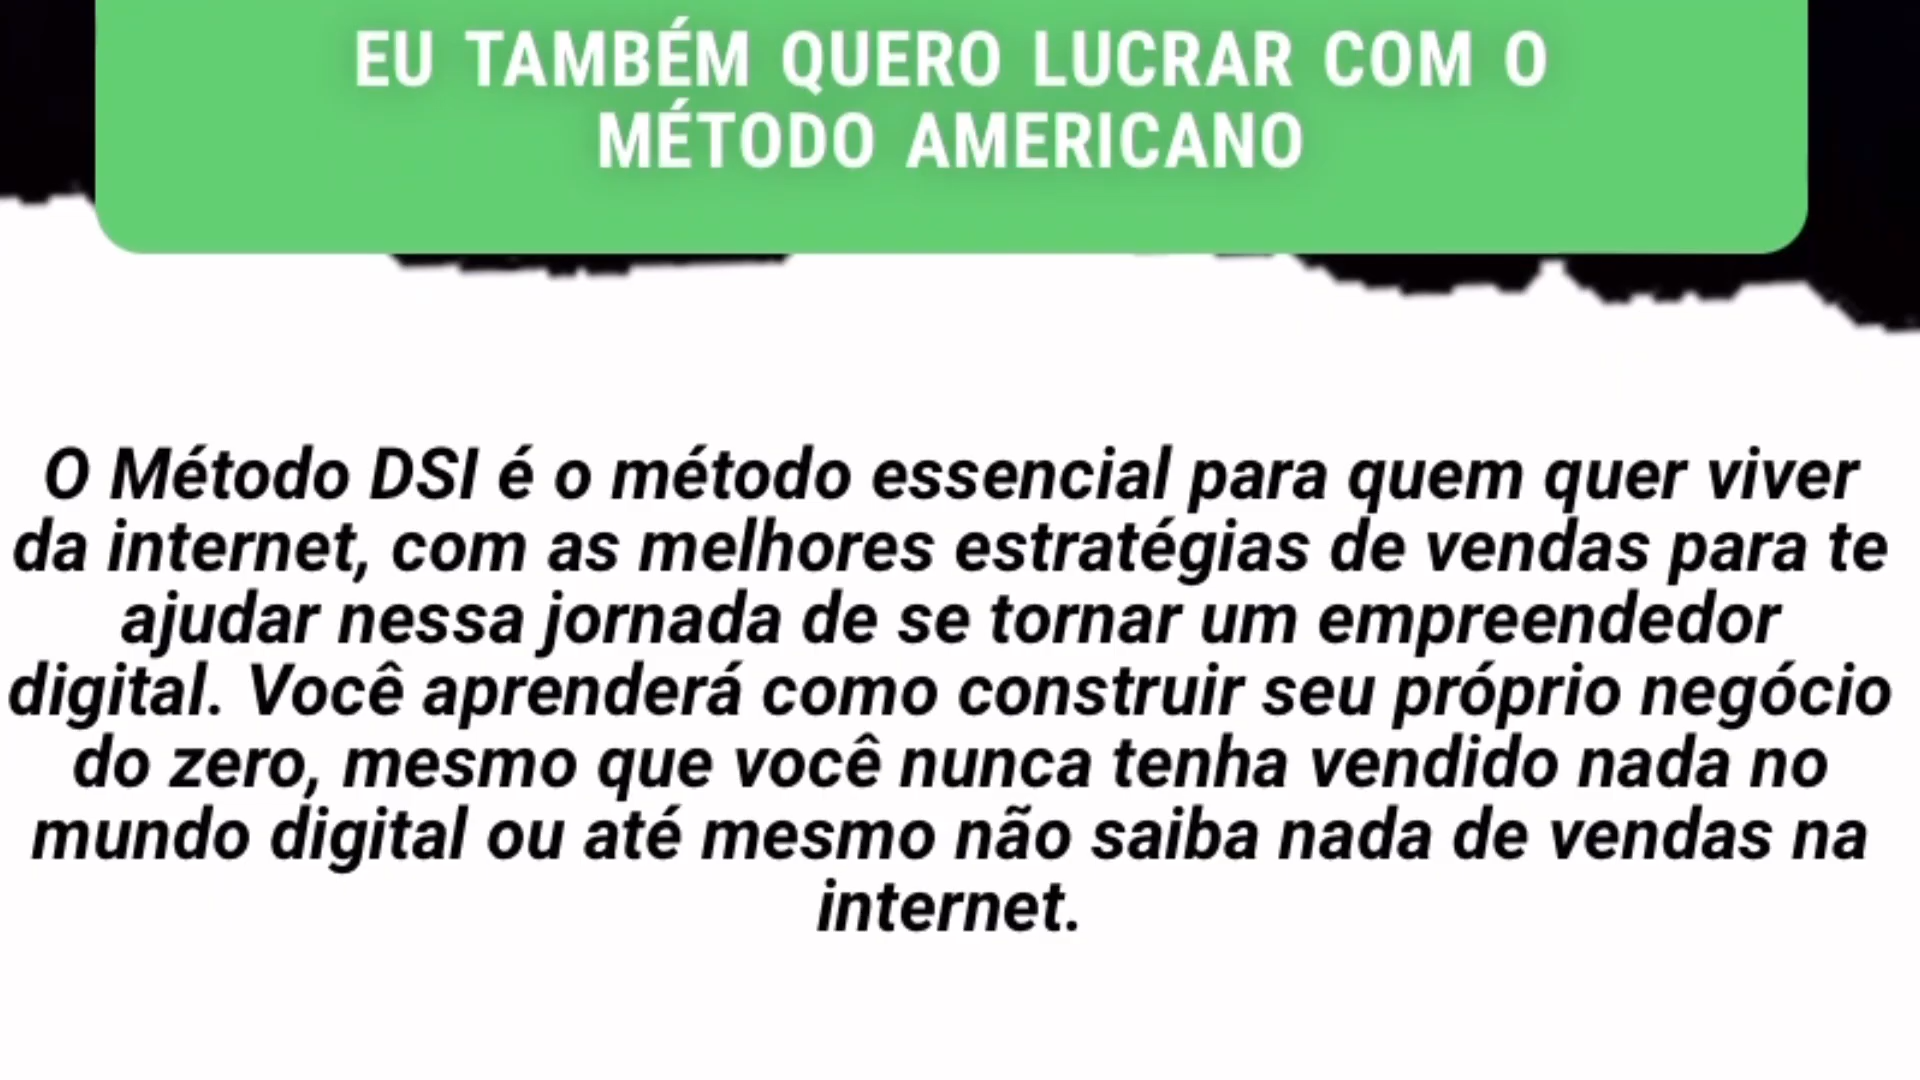 EU TAMBÉM QUERO LUCRAR COM O
MÉTODO AMERICANO
O Método DSI é o método essencial para quem quer viver
da internet, com as melhores estratégias de vendas para te
ajudar nessa jornada de se tornar um empreendedor
digital. Você aprenderá como construir seu próprio negócio
do zero, mesmo que você nunca tenha vendido nada no
mundo digital ou até mesmo não saiba nada de vendas na
internet.